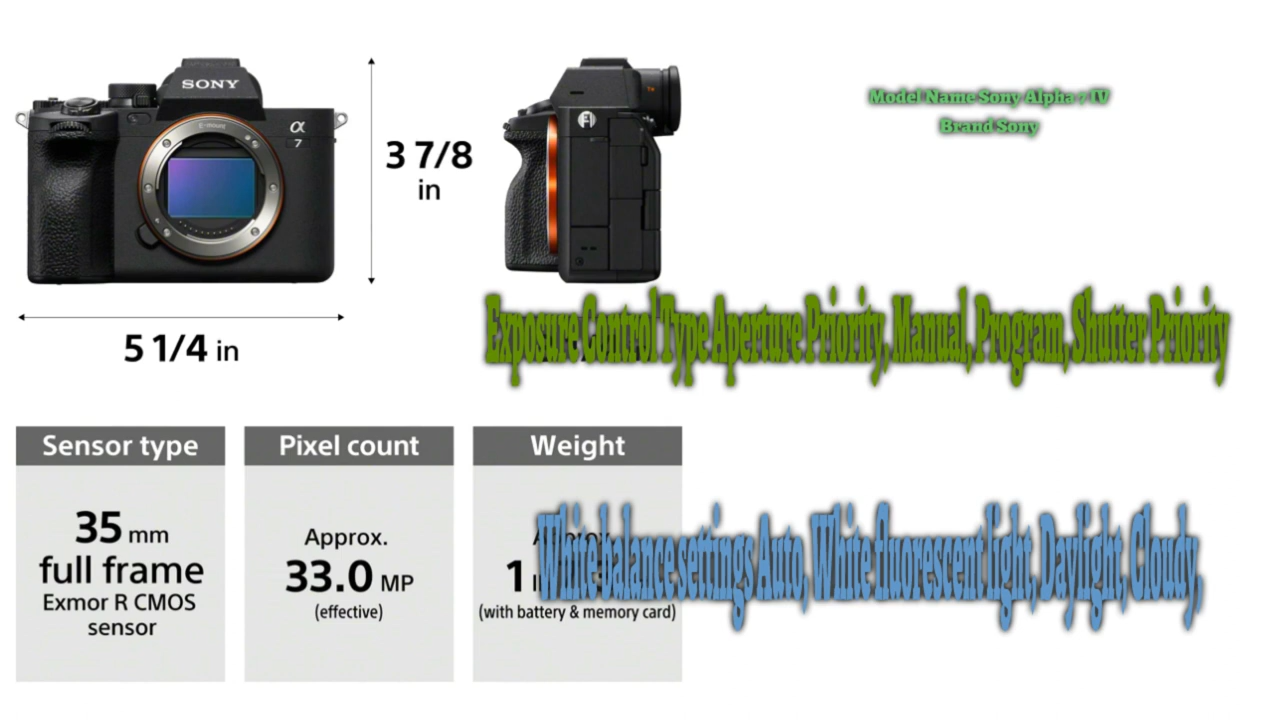 SONY
E-mount
α
7
3 7/8
in
5 1/4 in
Model Name Sony Alpha 7 IV
Brand Sony
Exposure Control Type Aperture Priority, Manual, Program, Shutter Priority
Sensor type
35 mm
full frame
Exmor R CMOS
sensor
Pixel count
Approx.
33.0 MP
(effective)
Weight
Approx.
1
(with battery & memory card)
White balance settings Auto, White fluorescent light, Daylight, Cloudy,